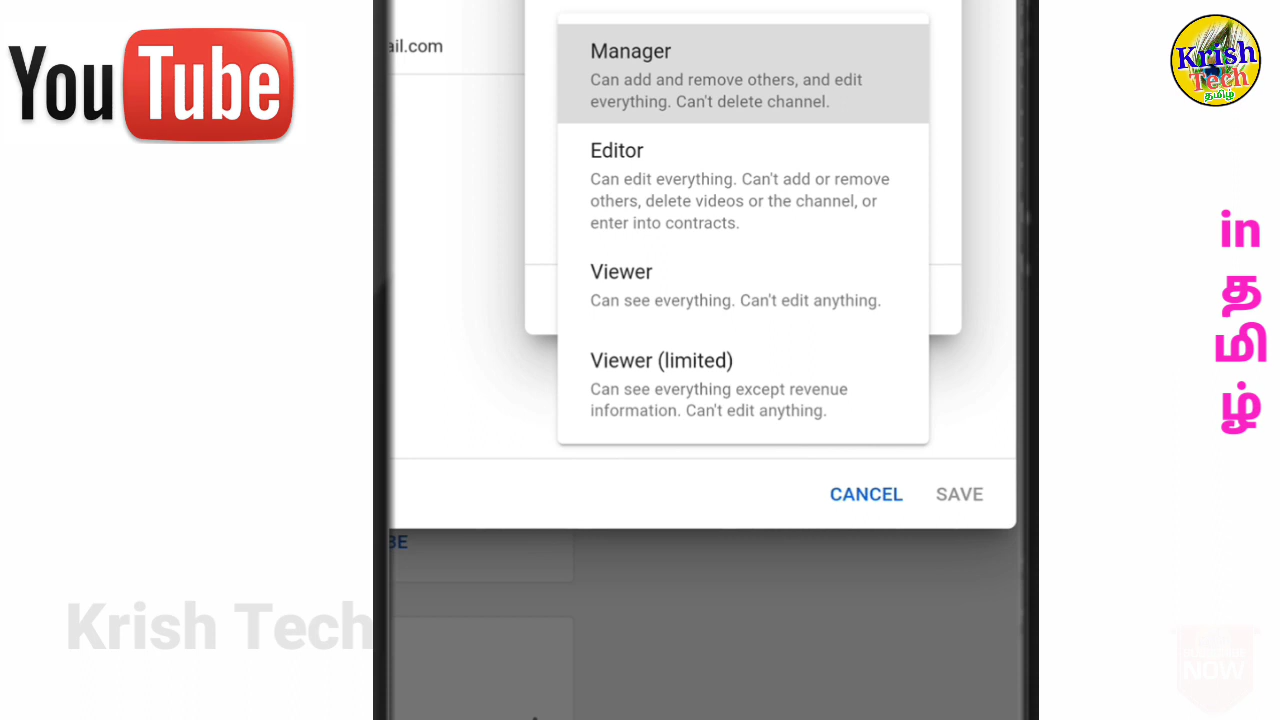 YouTube
Krish
Tech
தமிழ்
ail.com
Manager
Can add and remove others, and edit
everything. Can't delete channel.
Editor
Can edit everything. Can't add or remove
others, delete videos or the channel, or
enter into contracts.
Viewer
Can see everything. Can't edit anything.
Viewer (limited)
Can see everything except revenue
information. Can't edit anything.
CANCEL SAVE
BE
in
த
மி
ழ்
Krish Tech
NOW